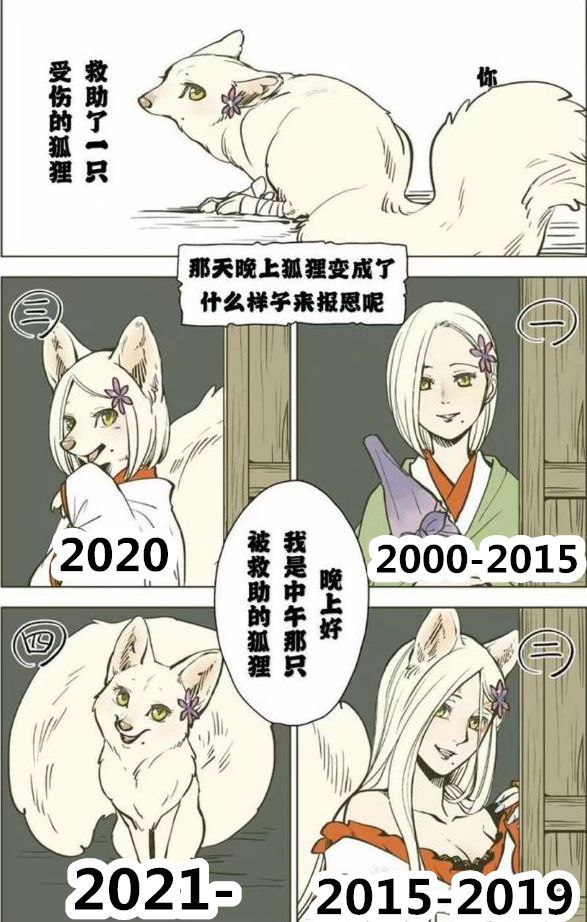 你
救助了一只
受伤的狐狸
那天晚上狐狸变成了
什么样子来报恩呢
一
2000-2015
二
2015-2019
三
2020
四
2021-
晚上好
我是中午那只
被救助的狐狸